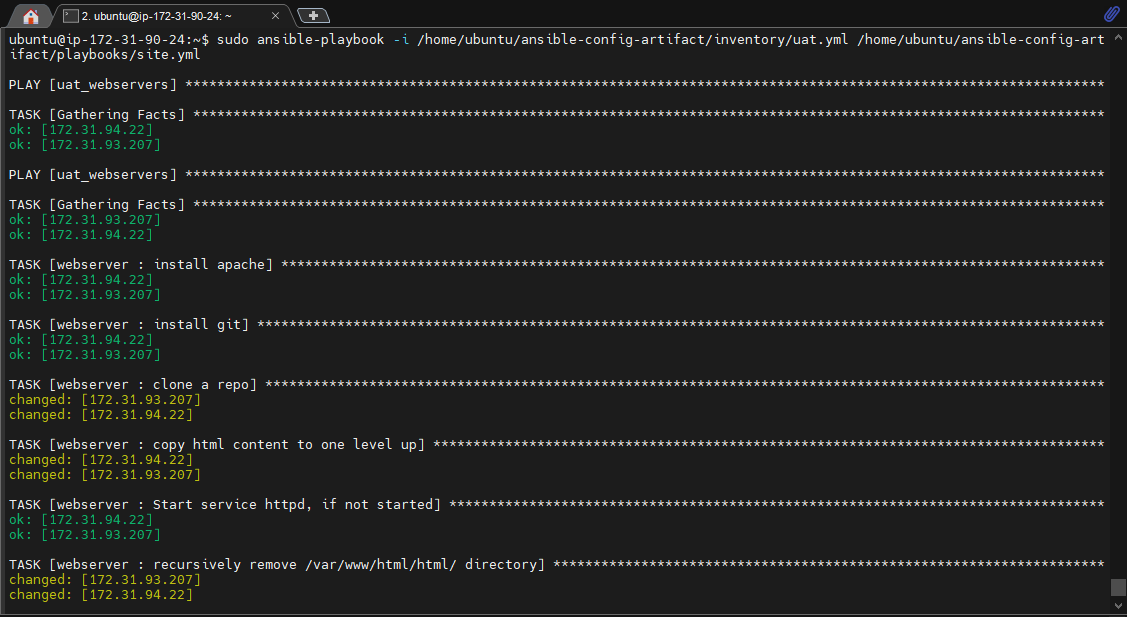 2. ubuntu@ip-172-31-90-24: ~
ubuntu@ip-172-31-90-24:~$ sudo ansible-playbook -i /home/ubuntu/ansible-config-artifact/inventory/uat.yml /home/ubuntu/ansible-config-art
ifact/playbooks/site.yml
PLAY [uat_webservers] *******************************************************************************************************************
TASK [Gathering Facts] ******************************************************************************************************************
ok: [172.31.94.22]
ok: [172.31.93.207]
PLAY [uat_webservers] *******************************************************************************************************************
TASK [Gathering Facts] ******************************************************************************************************************
ok: [172.31.93.207]
ok: [172.31.94.22]
TASK [webserver : install apache] *******************************************************************************************************
ok: [172.31.94.22]
ok: [172.31.93.207]
TASK [webserver : install git] **********************************************************************************************************
ok: [172.31.94.22]
ok: [172.31.93.207]
TASK [webserver : clone a repo] *********************************************************************************************************
changed: [172.31.93.207]
changed: [172.31.94.22]
TASK [webserver : copy html content to one level up] ************************************************************************************
changed: [172.31.94.22]
changed: [172.31.93.207]
TASK [webserver : Start service httpd, if not started] **********************************************************************************
ok: [172.31.94.22]
ok: [172.31.93.207]
TASK [webserver : recursively remove /var/www/html/html/ directory] *********************************************************************
changed: [172.31.93.207]
changed: [172.31.94.22]